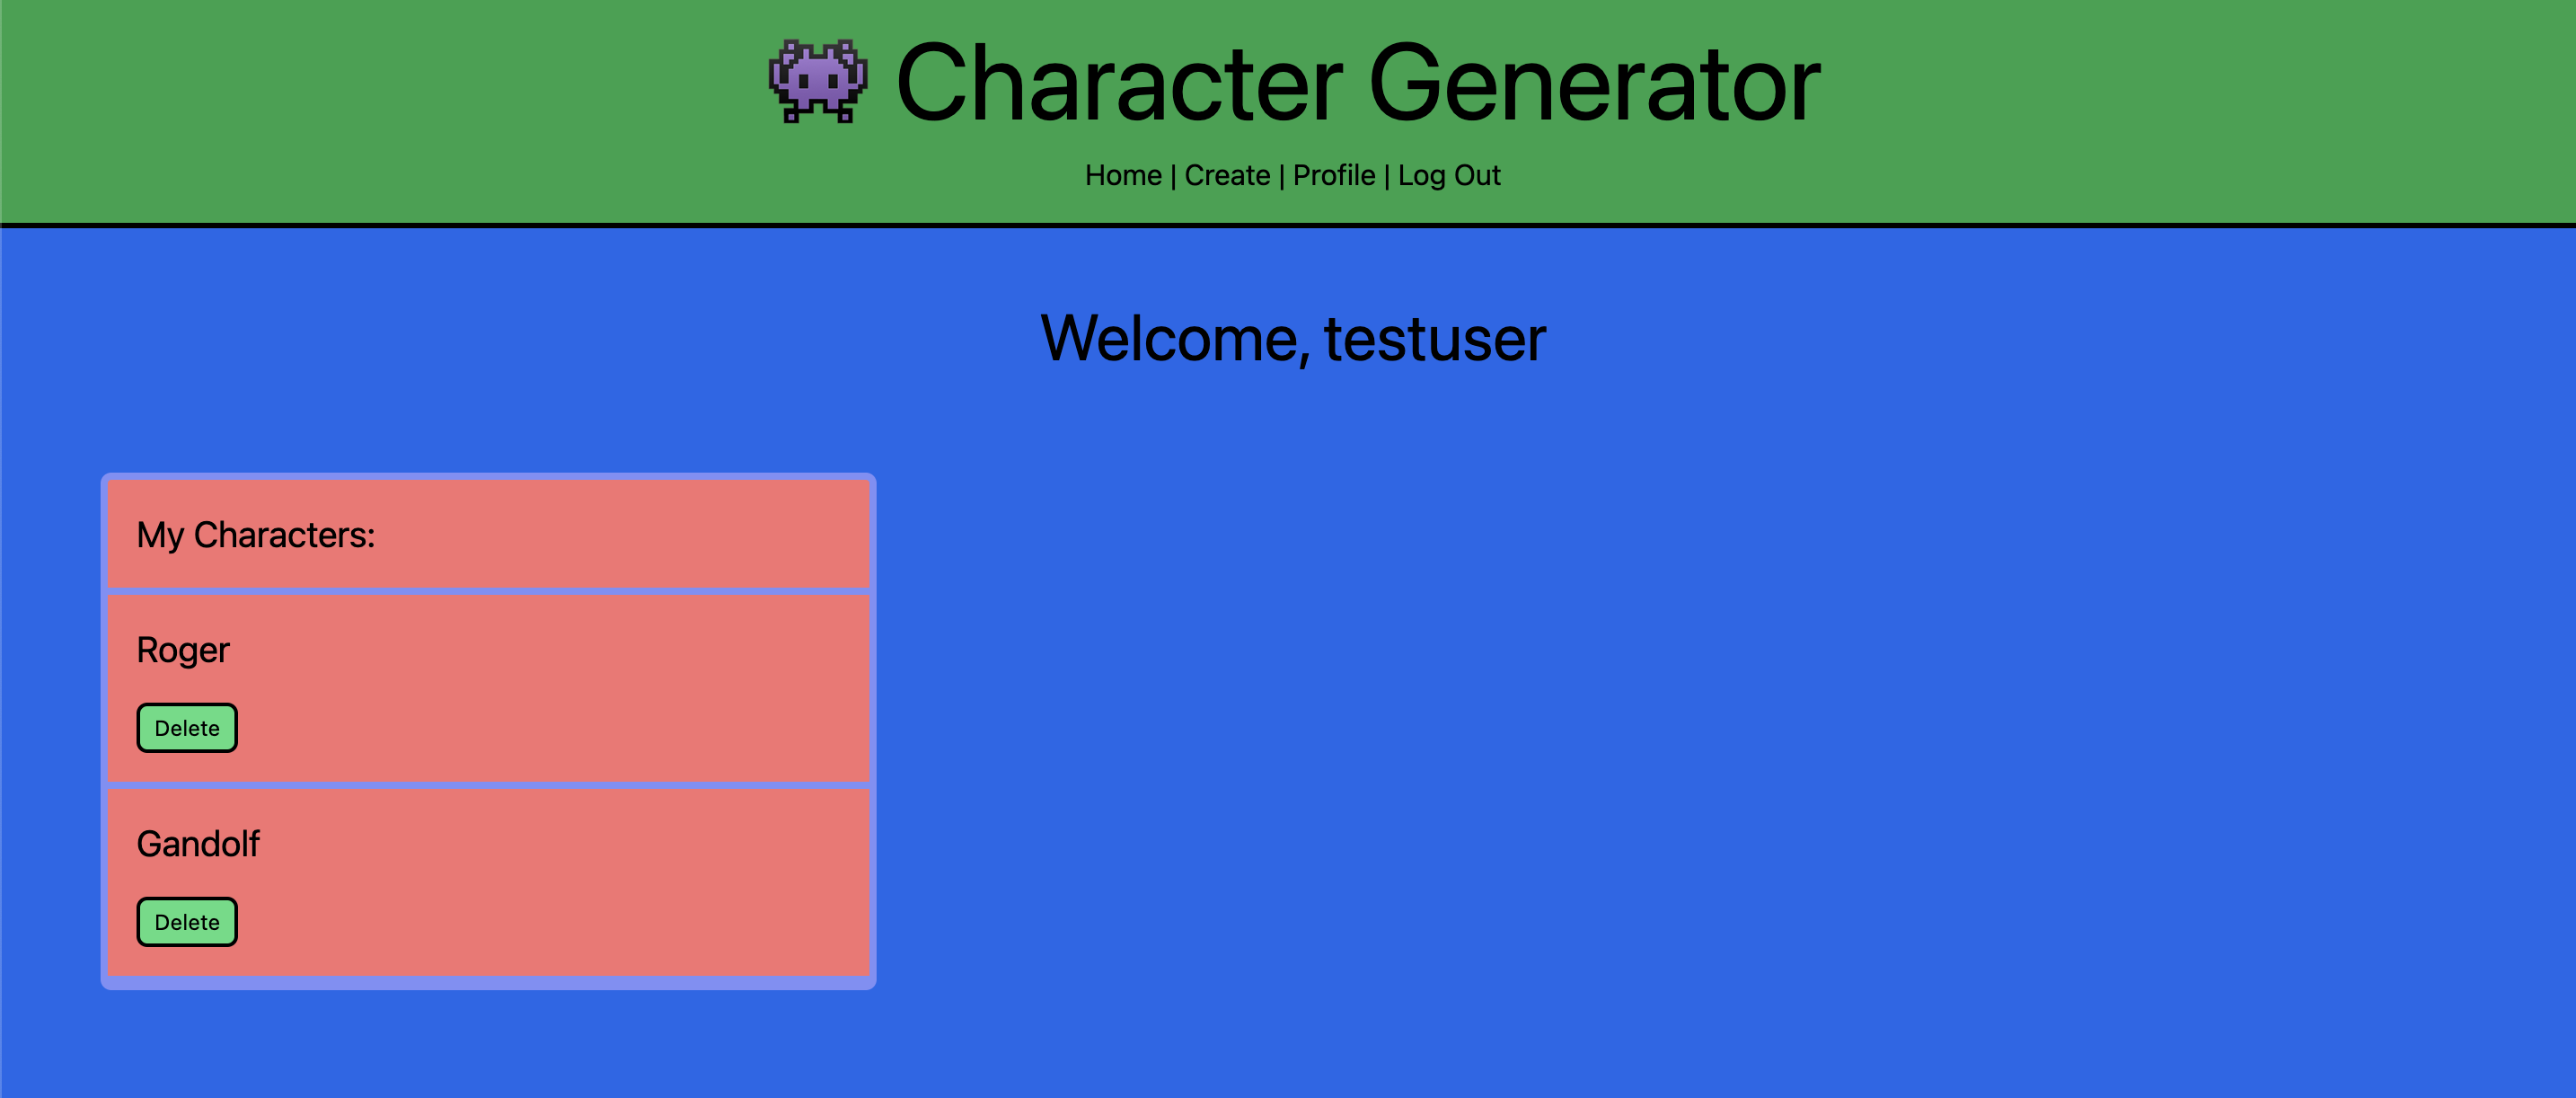 Character Generator
Home | Create | Profile | Log Out
Welcome, testuser
My Characters:
Roger
Delete
Gandolf
Delete